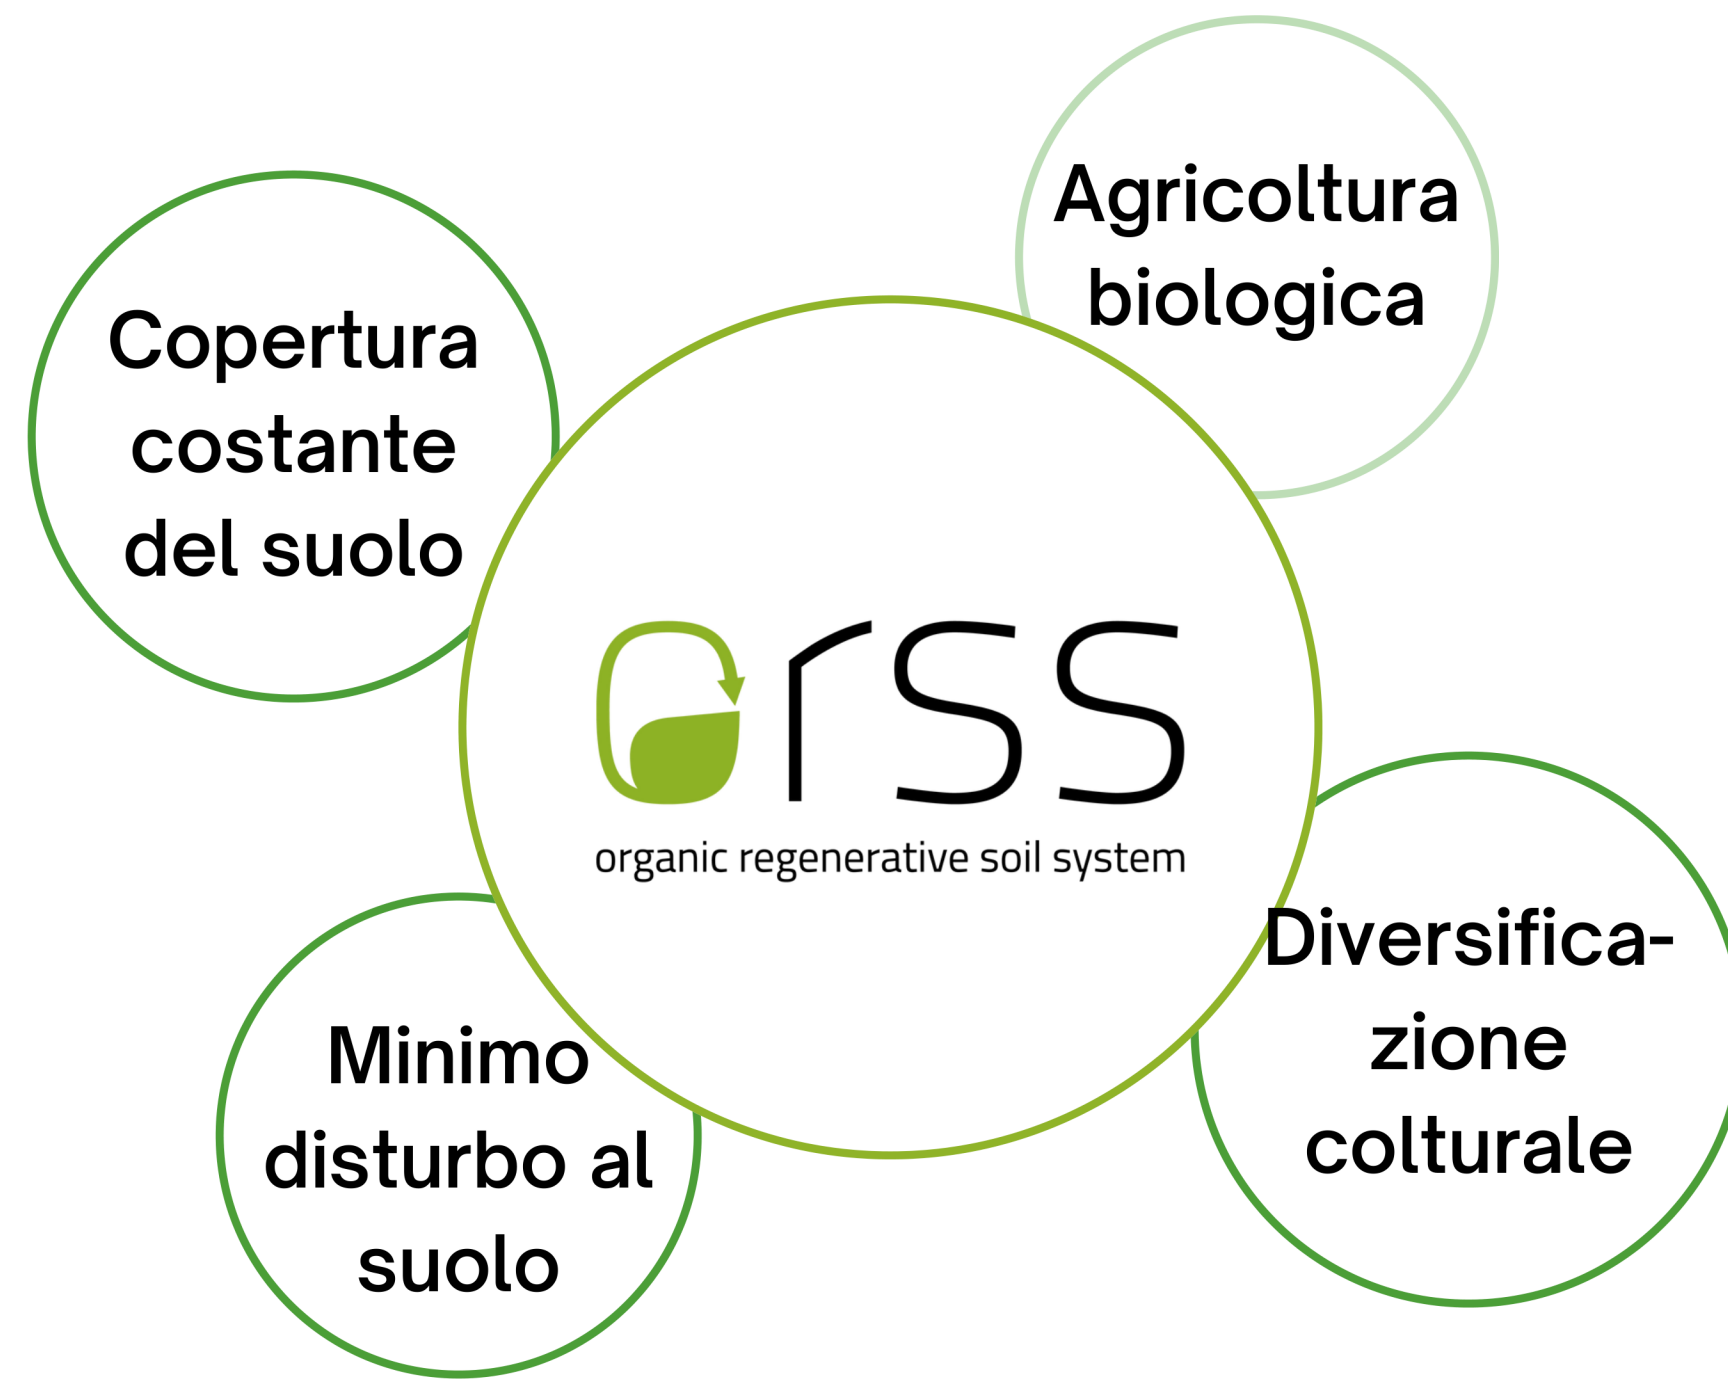 Agricoltura
biologica
Copertura
costante
del suolo
orss
organic regenerative soil system
Diversifica-
zione
colturale
Minimo
disturbo al
suolo